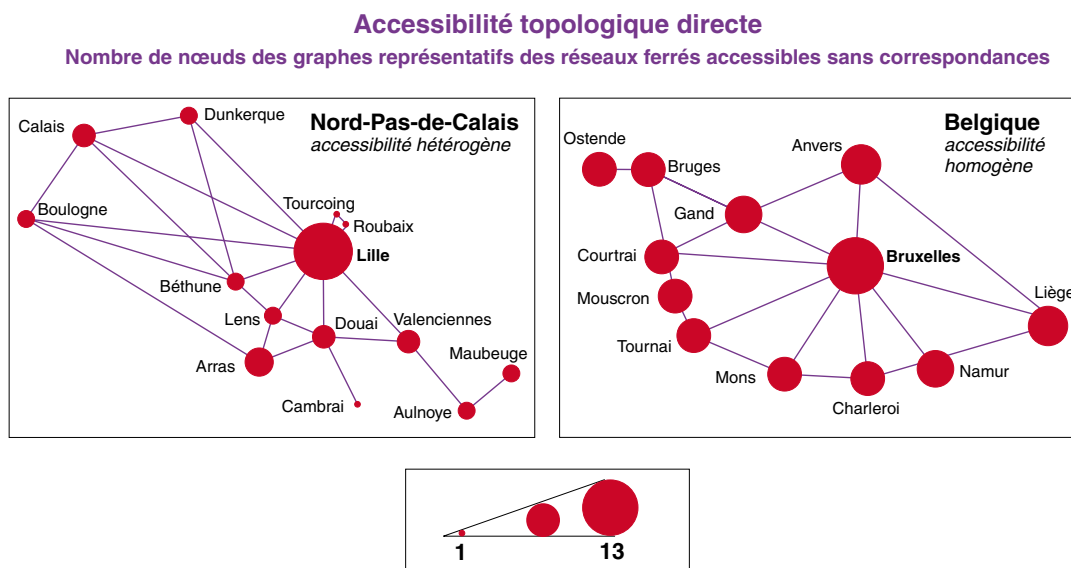 Accessibilité topologique directe
Nombre de nœuds des graphes représentatifs des réseaux ferrés accessibles sans correspondances
Nord-Pas-de-Calais
accessibilité hétérogène
Dunkerque
Calais
Tourcoing
Roubaix
Boulogne
Lille
Béthune
Lens
Douai
Valenciennes
Arras
Maubeuge
Cambrai
Aulnoye
Belgique
accessibilité
homogène
Ostende
Bruges
Anvers
Gand
Courtrai
Bruxelles
Mouscron
Liège
Tournai
Mons
Namur
Charleroi
1
13